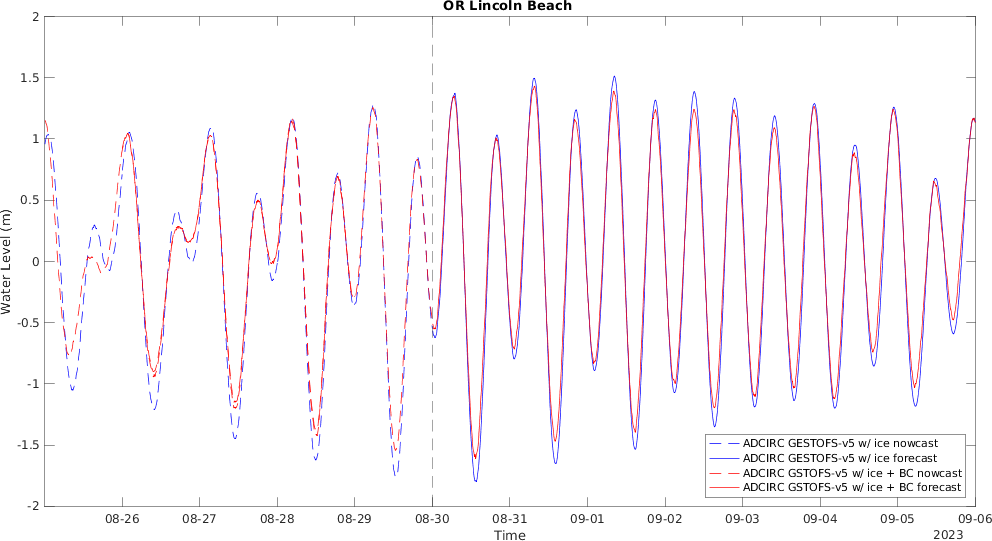 OR Lincoln Beach
2
1.5
1
0.5
0
-0.5
-1
-1.5
-2
Water Level (m)
ADCIRC GESTOFS-v5 w/ ice nowcast
ADCIRC GESTOFS-v5 w/ ice forecast
ADCIRC GSTOFS-v5 w/ ice + BC nowcast
ADCIRC GSTOFS-v5 w/ ice + BC forecast
08-26 08-27 08-28 08-29 08-30 08-31 09-01 09-02 09-03 09-04 09-05 09-06
Time
2023